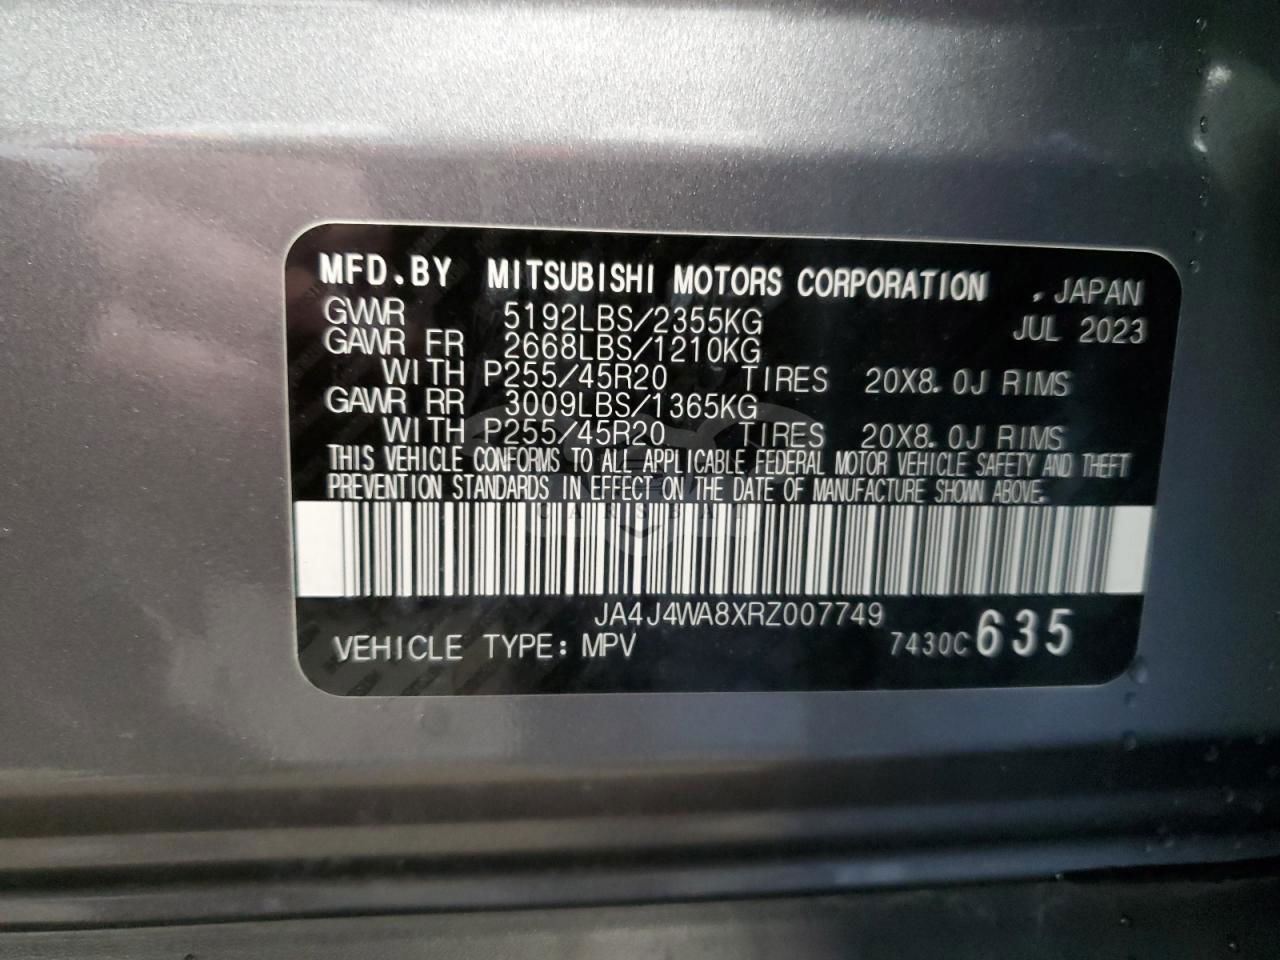 MFD.BY MITSUBISHI MOTORS CORPORATION , JAPAN
GVWR 5192LBS/2355KG JUL 2023
GAWR FR 2668LBS/1210KG
WITH P255/45R20 TIRES 20X8.0J RIMS
GAWR RR 3009LBS/1365KG
WITH P255/45R20 TIRES 20X8.0J RIMS
THIS VEHICLE CONFORMS TO ALL APPLICABLE FEDERAL MOTOR VEHICLE SAFETY AND THEFT
PREVENTION STANDARDS IN EFFECT ON THE DATE OF MANUFACTURE SHOWN ABOVE.
JA4J4WA8XRZ007749
VEHICLE TYPE: MPV 7430C 635